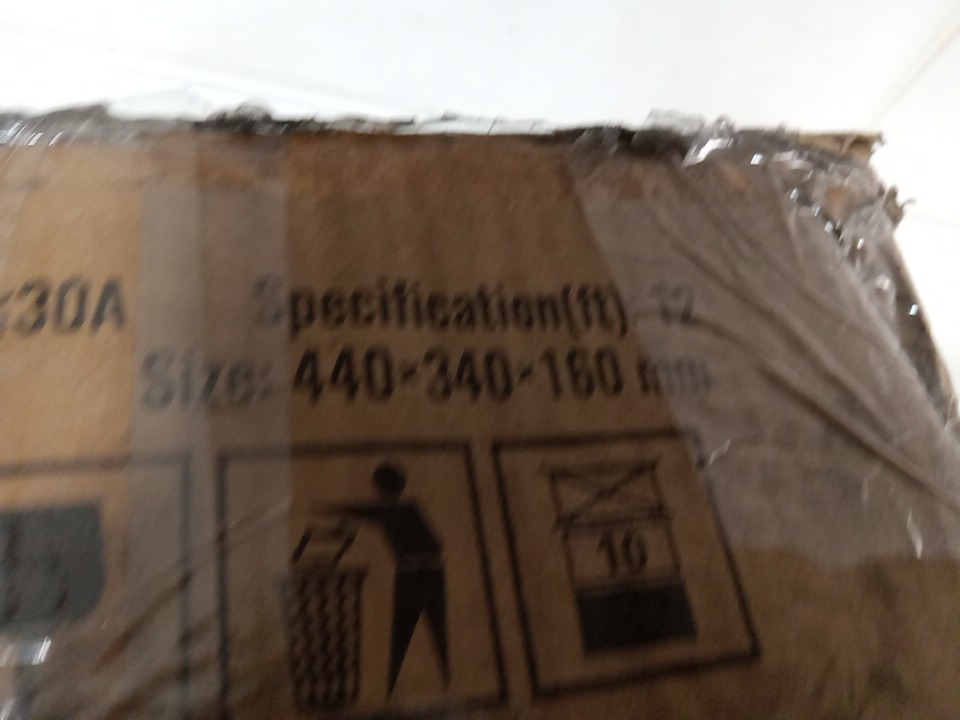 30A
Specification(ft): 12
Size: 440×340×160 mm
10